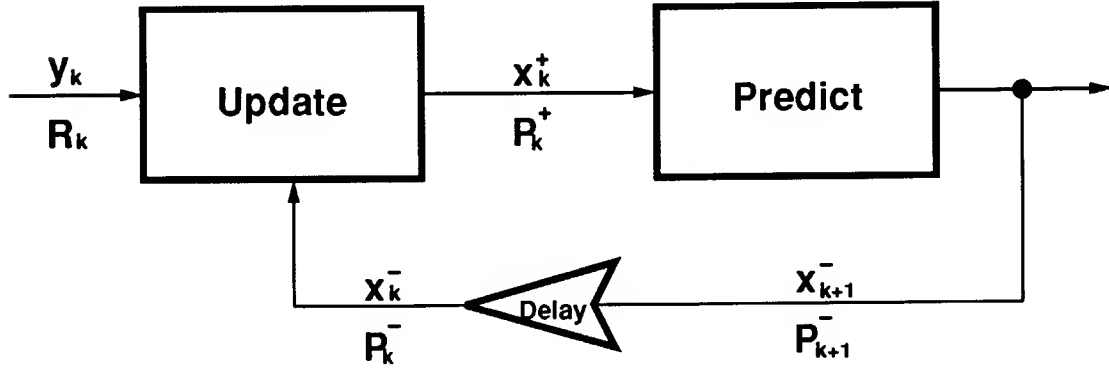 y_k
R_k
Update
x_k^+
P_k^+
Predict
x_k^-
P_k^-
Delay
x_{k+1}^-
P_{k+1}^-